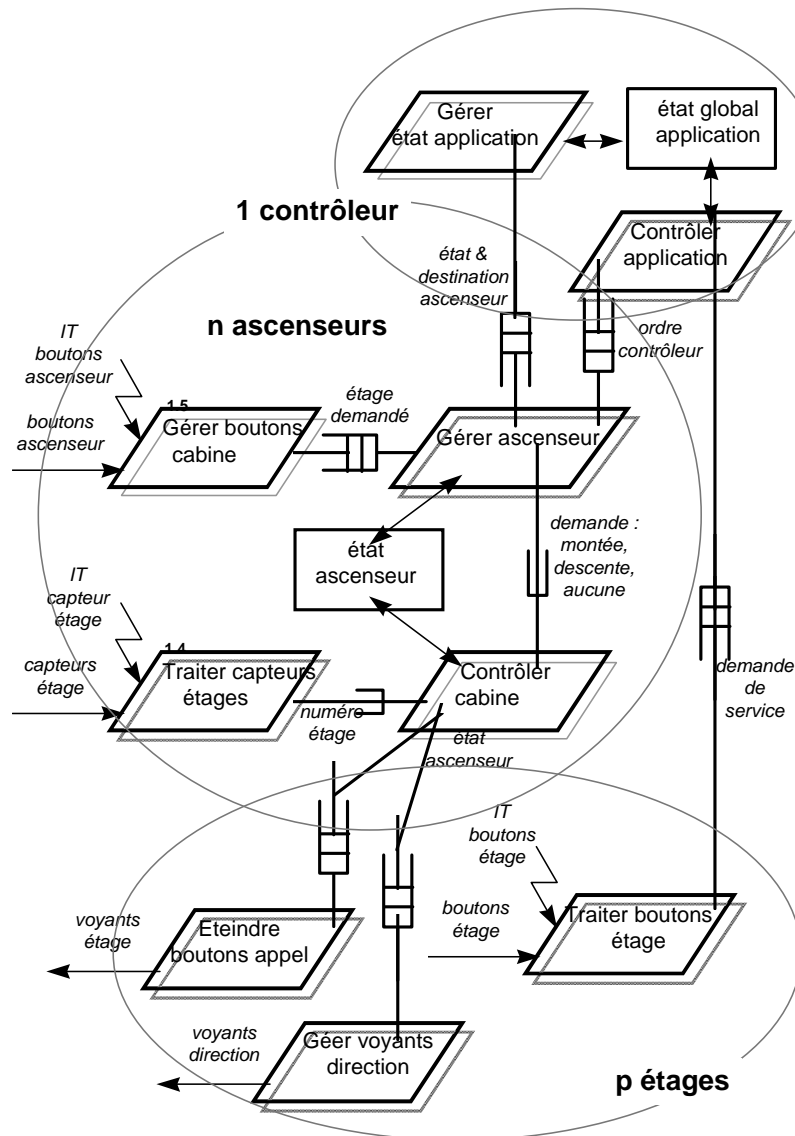 Gérer
état application
état global
application
1 contrôleur
Contrôler
application
état &
destination
ascenseur
n ascenseurs
ordre
contrôleur
IT
boutons
ascenseur
étage
demandé
1.5
boutons
ascenseur
Gérer boutons
cabine
Gérer ascenseur
état
ascenseur
demande :
montée,
descente,
aucune
IT
capteur
étage
1.4
capteurs
étage
Traiter capteurs
étages
numéro
étage
Contrôler
cabine
demande
de
service
état
ascenseur
IT
boutons
étage
voyants
étage
Eteindre
boutons appel
boutons
étage
Traiter boutons
étage
voyants
direction
Géer voyants
direction
p étages